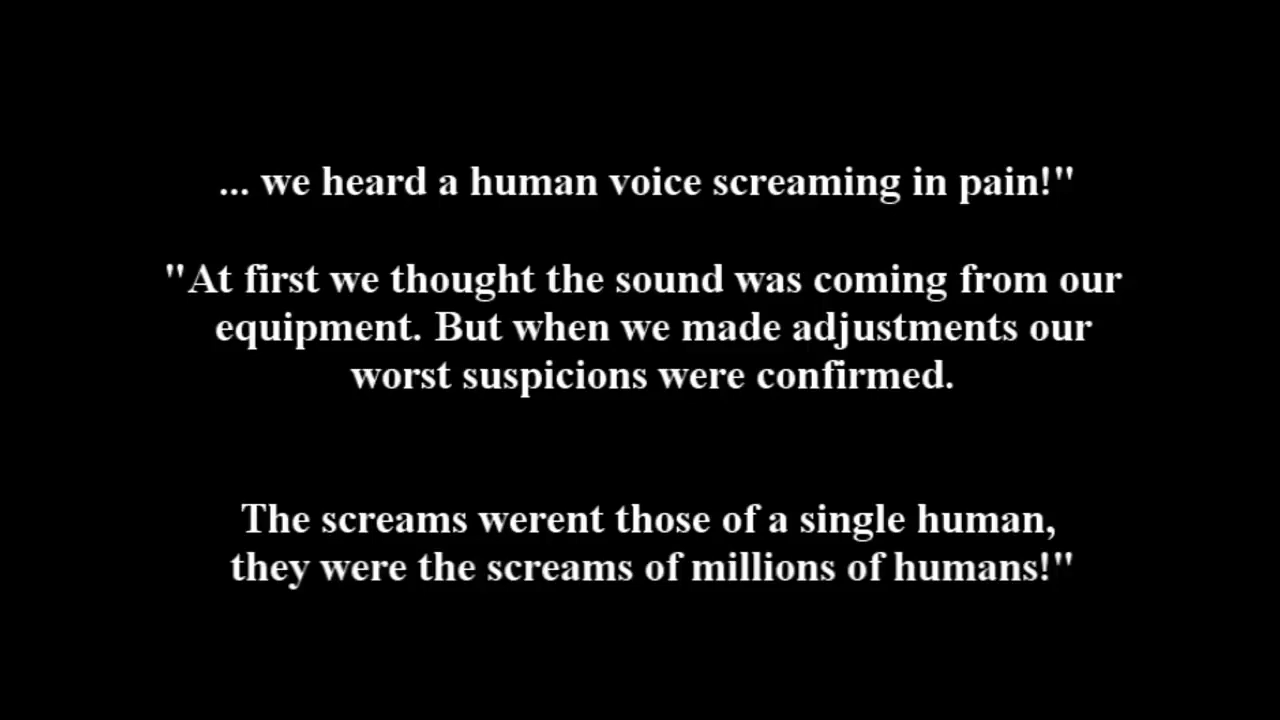 ... we heard a human voice screaming in pain!"
"At first we thought the sound was coming from our
equipment. But when we made adjustments our
worst suspicions were confirmed.
The screams werent those of a single human,
they were the screams of millions of humans!"